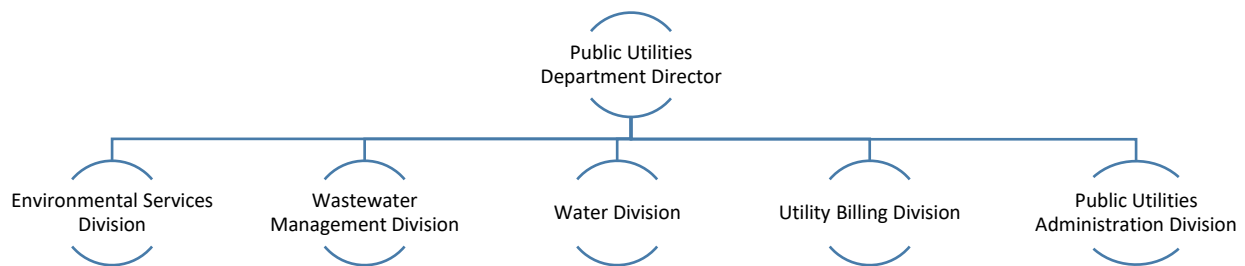 Public Utilities
Department Director
Environmental Services
Division
Wastewater
Management Division
Water Division
Utility Billing Division
Public Utilities
Administration Division